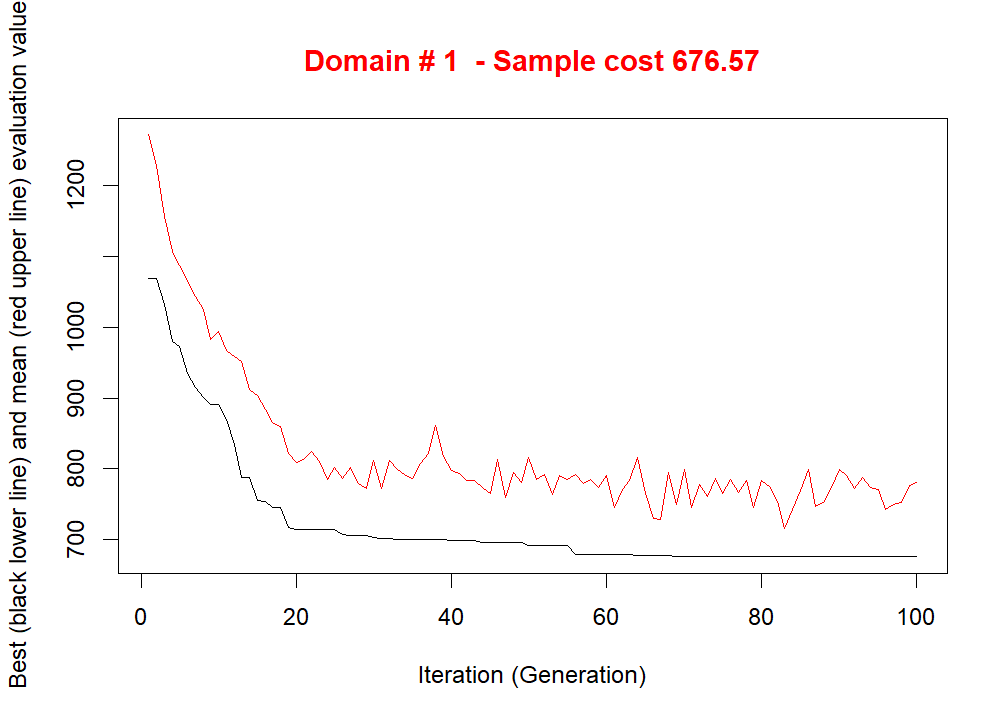 Domain # 1  - Sample cost 676.57
Best (black lower line) and mean (red upper line) evaluation value
1200
1000
900
800
700
0 20 40 60 80 100
Iteration (Generation)